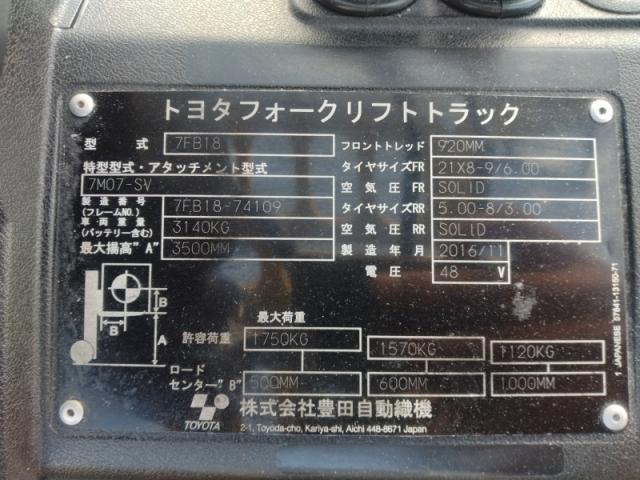 トヨタフォークリフトトラック
型 式 7FB18
特型型式・アタッチメント型式
7M07-SV
製造番号
(フレームNO.) 7FB18-74109
車両重量
(バッテリー含む) 3140KG
最大揚高"A" 3500MM
フロントトレッド 920MM
タイヤサイズFR 21X8-9/6.00
空気圧FR SOLID
タイヤサイズRR 5.00-8/3.00
空気圧RR SOLID
製造年月 2016/11
電圧 48 V
B
B
A
最大荷重
許容荷重 1750KG 1570KG 1120KG
ロード
センター"B" 500MM 600MM 1000MM
TOYOTA
株式会社豊田自動織機
2-1, Toyoda-cho, Kariya-shi, Aichi 448-8671 Japan
1 JAPANESE 57641-13150-71